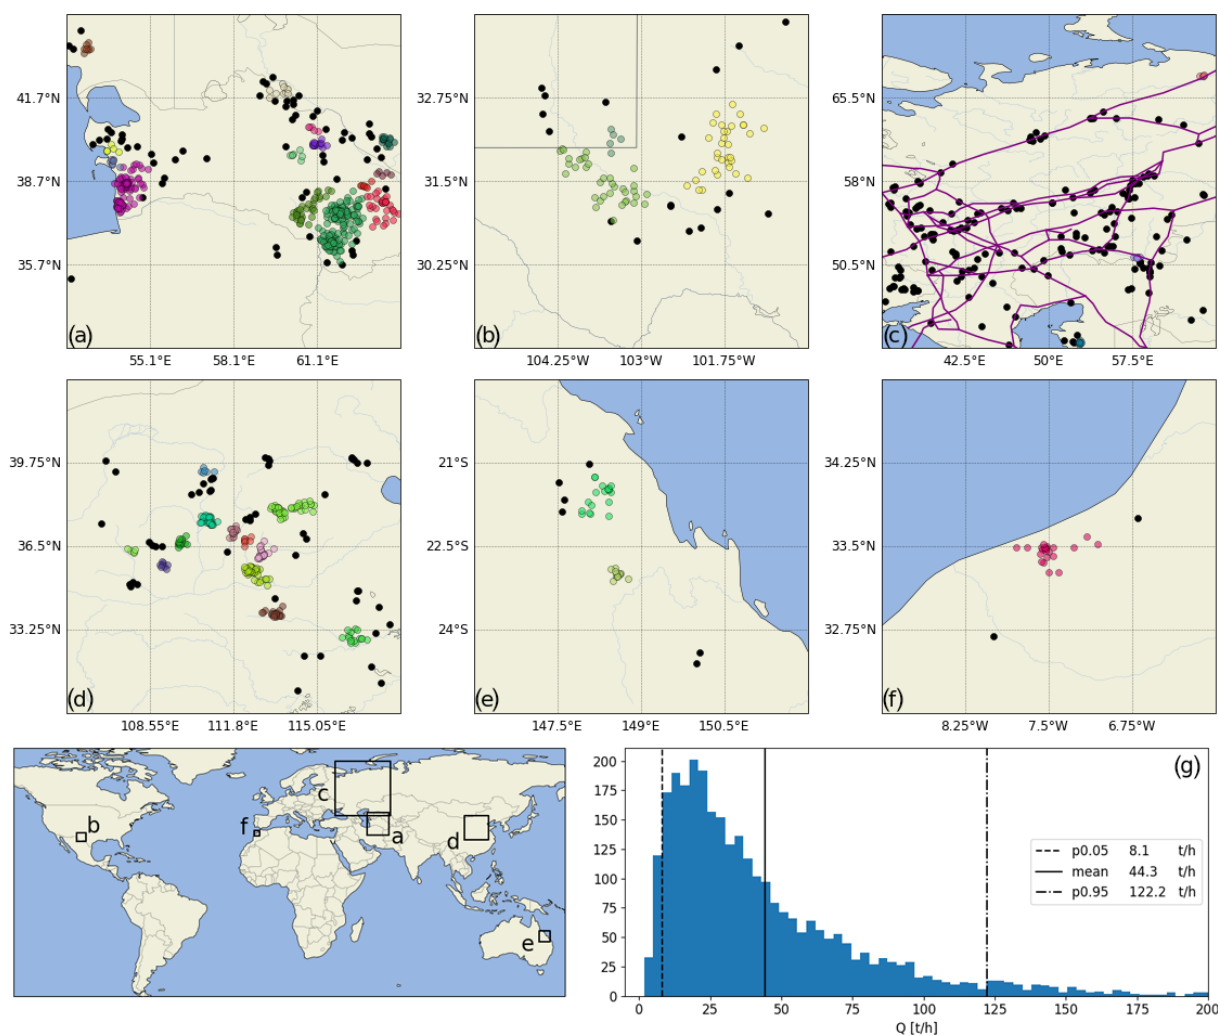 41.7°N
38.7°N
35.7°N
(a)
55.1°E 58.1°E 61.1°E
32.75°N
31.5°N
30.25°N
(b)
104.25°W 103°W 101.75°W
65.5°N
58°N
50.5°N
(c)
42.5°E 50°E 57.5°E
39.75°N
36.5°N
33.25°N
(d)
108.55°E 111.8°E 115.05°E
21°S
22.5°S
24°S
(e)
147.5°E 149°E 150.5°E
34.25°N
33.5°N
32.75°N
(f)
8.25°W 7.5°W 6.75°W
c
b
f
a
d
e
(g)
200
175
150
125
100
75
50
25
0
p0.05 8.1 t/h
mean 44.3 t/h
p0.95 122.2 t/h
0 25 50 75 100 125 150 175 200
Q [t/h]